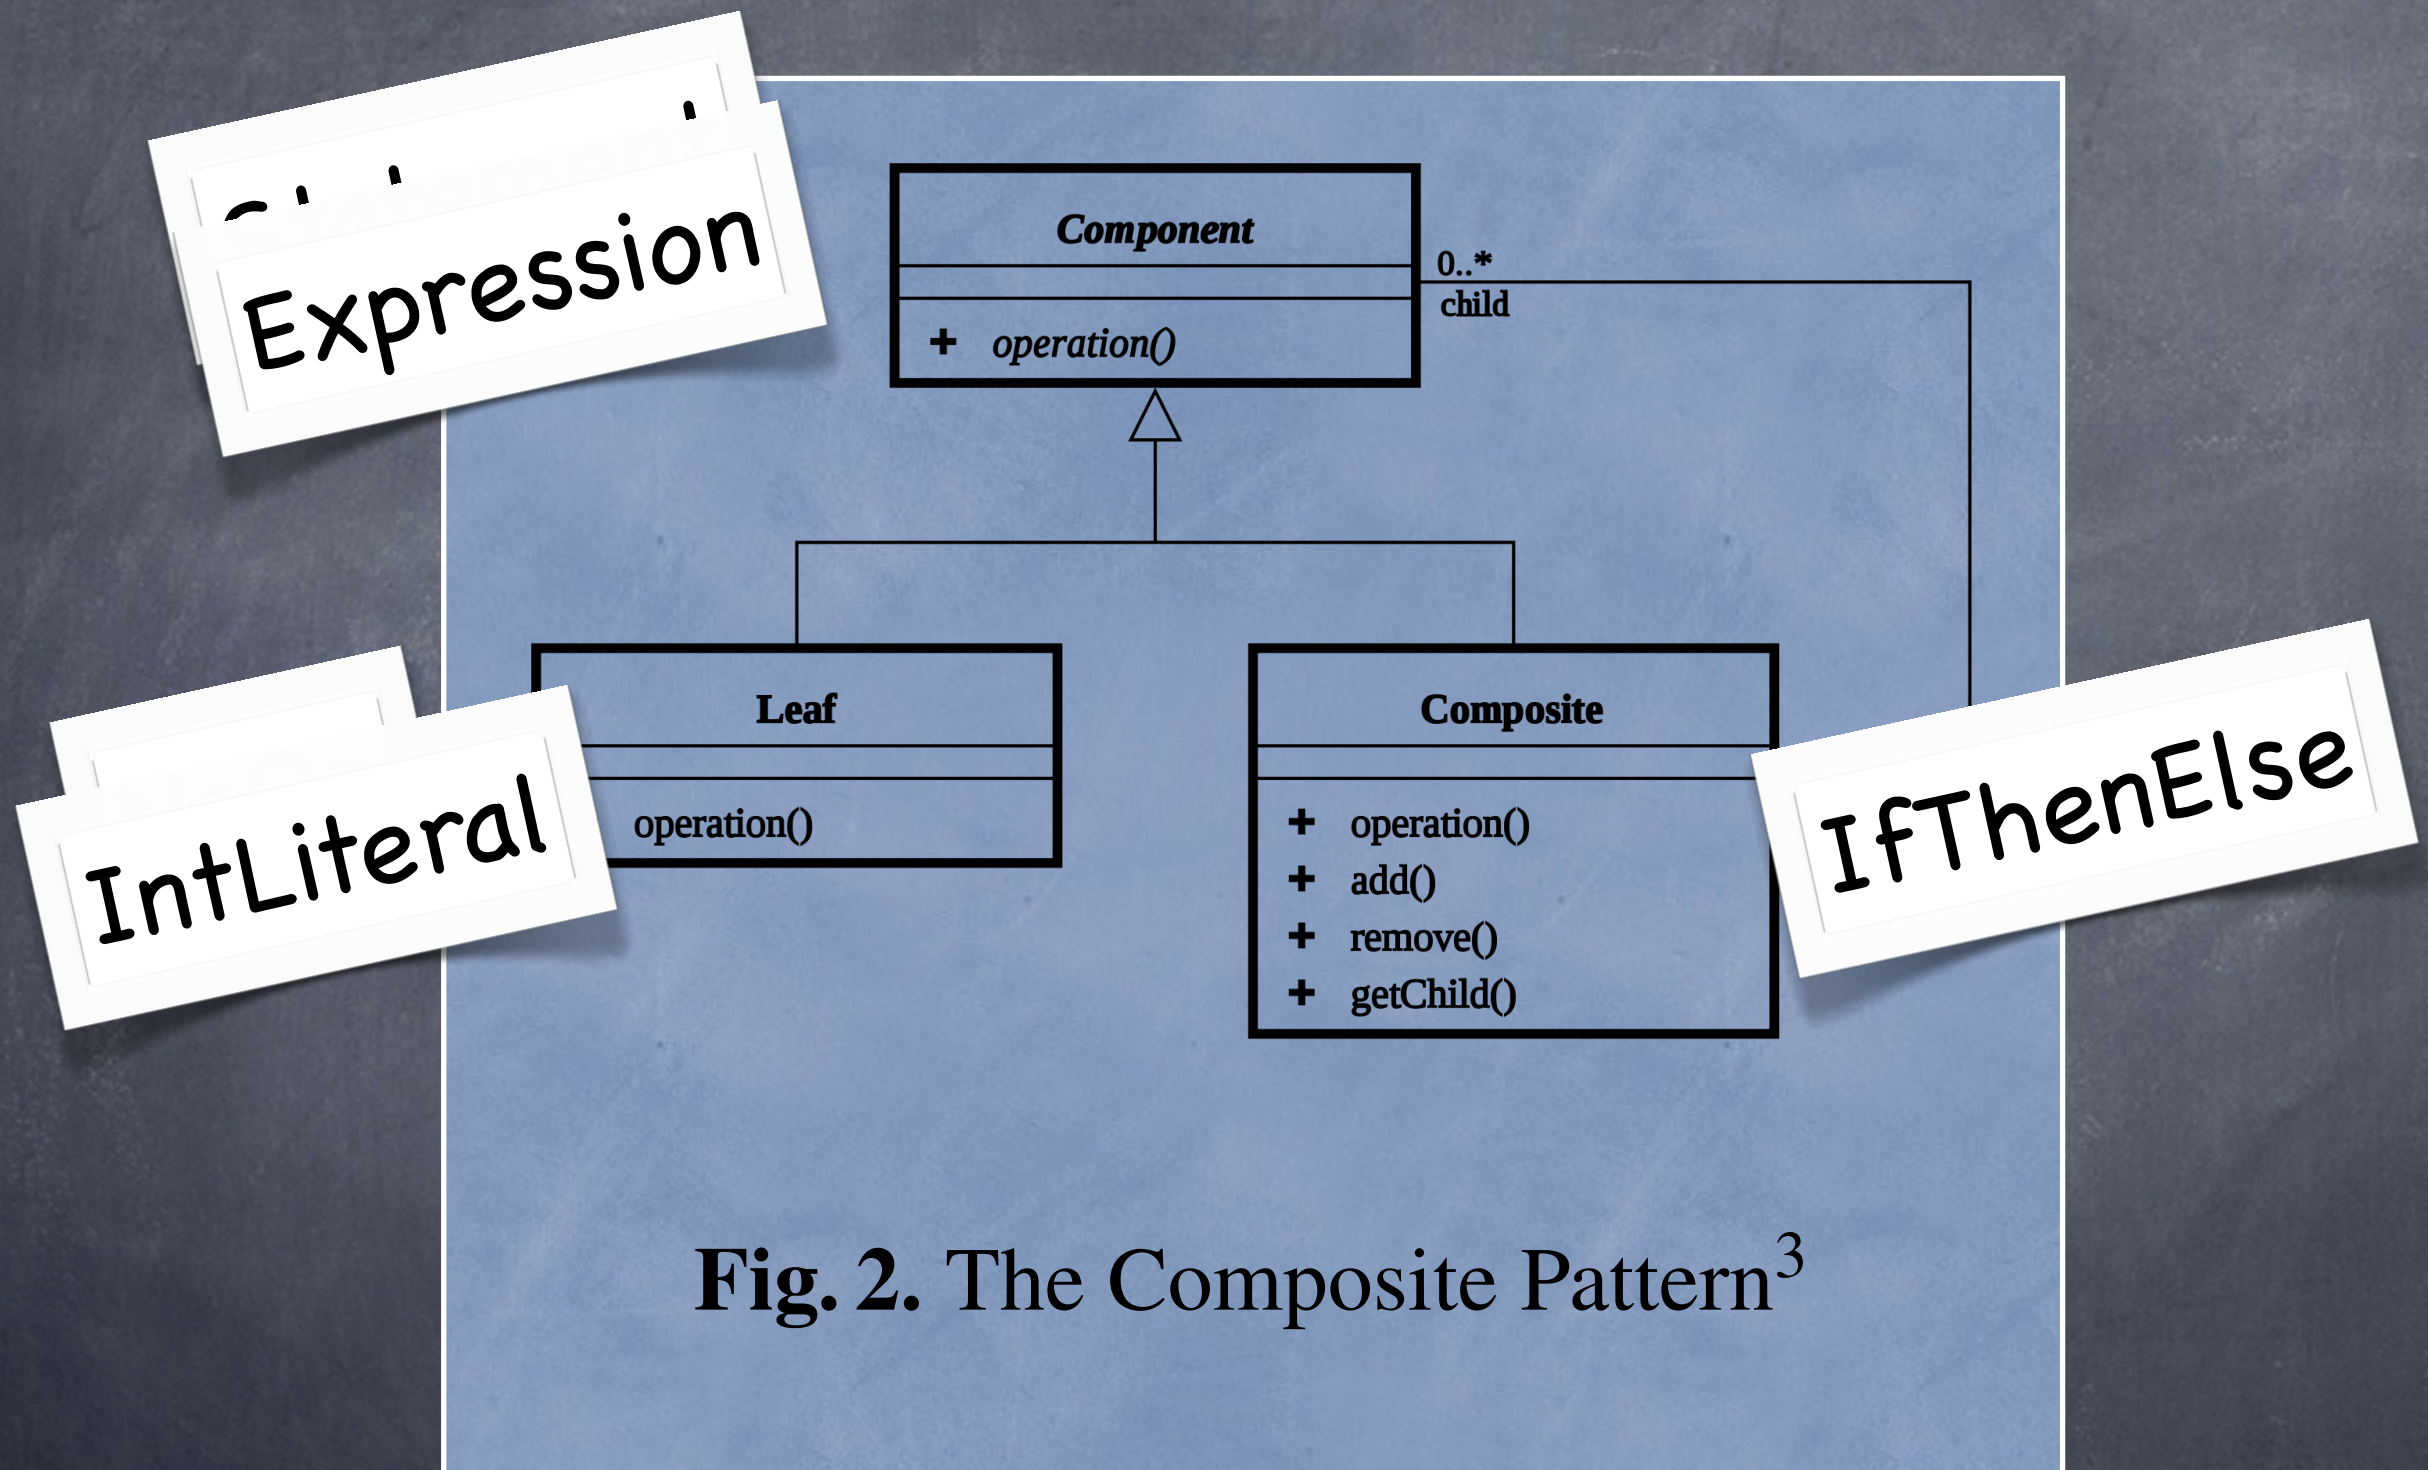 Statement
Expression
Component
0..*
child
+ operation()
Leaf
operation()
IntLiteral
Composite
+ operation()
+ add()
+ remove()
+ getChild()
IfThenElse
Fig. 2. The Composite Pattern³